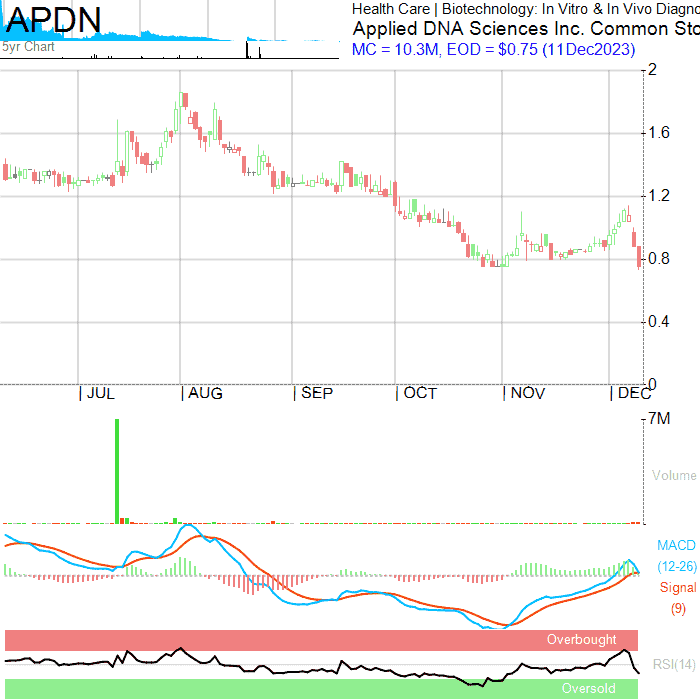 APDN
5yr Chart
Health Care | Biotechnology: In Vitro & In Vivo Diagno
Applied DNA Sciences Inc. Common Sto
MC = 10.3M, EOD = $0.75 (11Dec2023)
2
1.6
1.2
0.8
0.4
0
| JUL | AUG | SEP | OCT | NOV | DEC
7M
Volume
MACD
(12-26)
Signal
(9)
Overbought
RSI(14)
Oversold